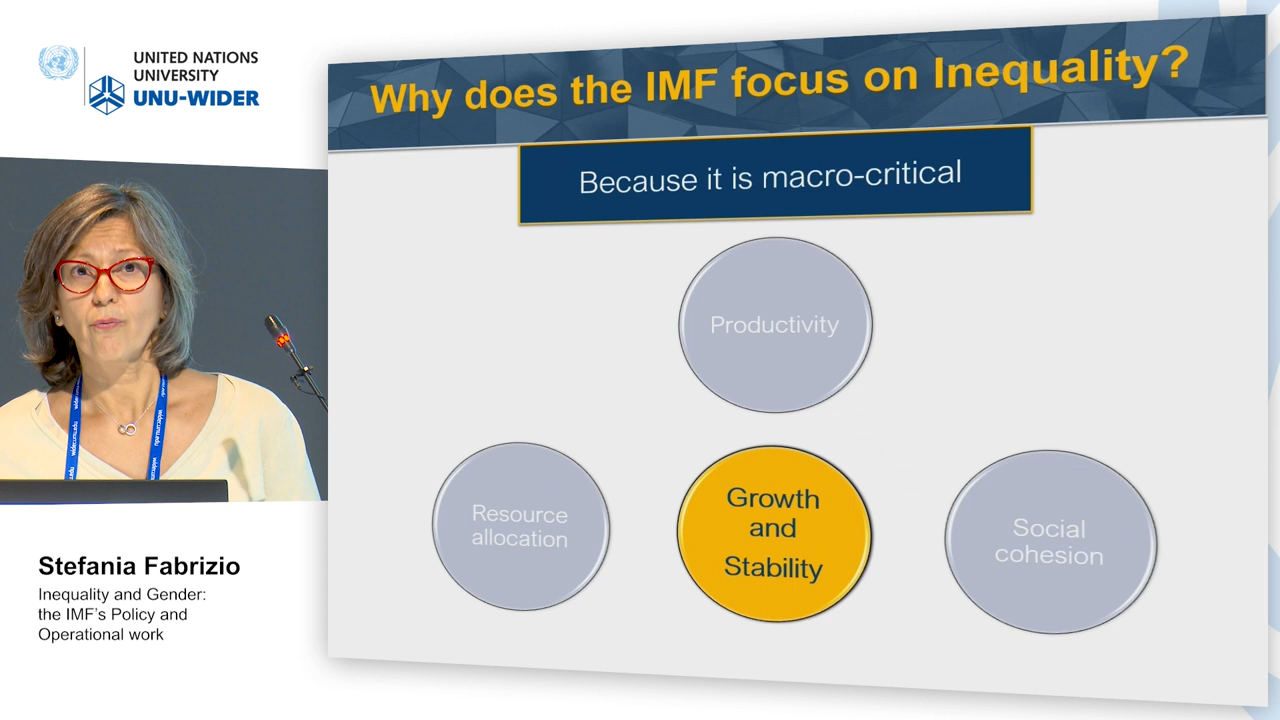 UNITED NATIONS
UNIVERSITY
UNU-WIDER
Why does the IMF focus on Inequality?
Because it is macro-critical
Productivity
Resource
allocation
Growth
and
Stability
Social
cohesion
Stefania Fabrizio
Inequality and Gender:
the IMF's Policy and
Operational work